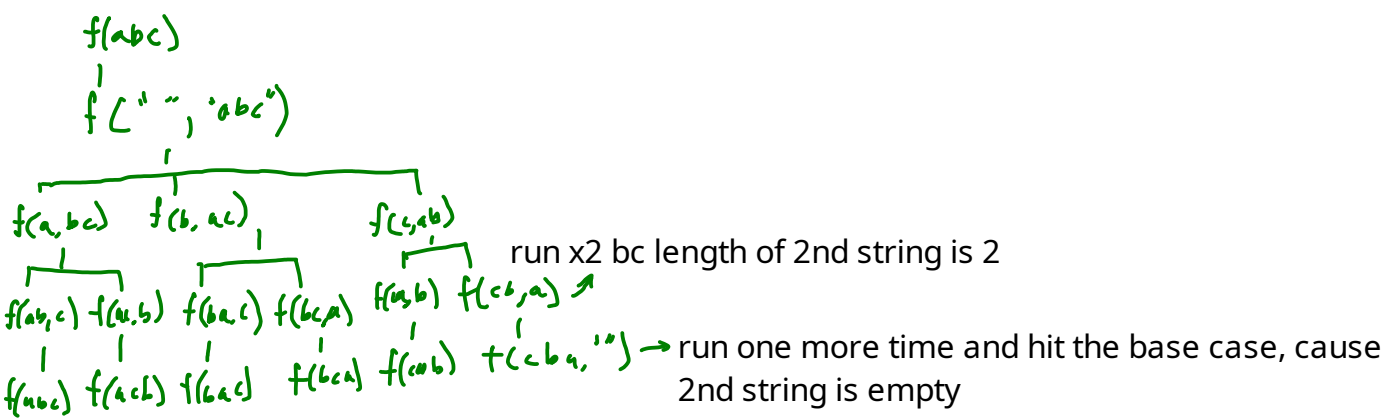 f(abc)
f(" ", "abc")
f(a, bc) f(b, ac) f(c, ab)
run x2 bc length of 2nd string is 2
f(ab, c) f(ac, b) f(ba, c) f(bc, a) f(ca, b) f(cb, a)
f(abc) f(acb) f(bac) f(bca) f(cab) f(cba, "")
run one more time and hit the base case, cause
2nd string is empty